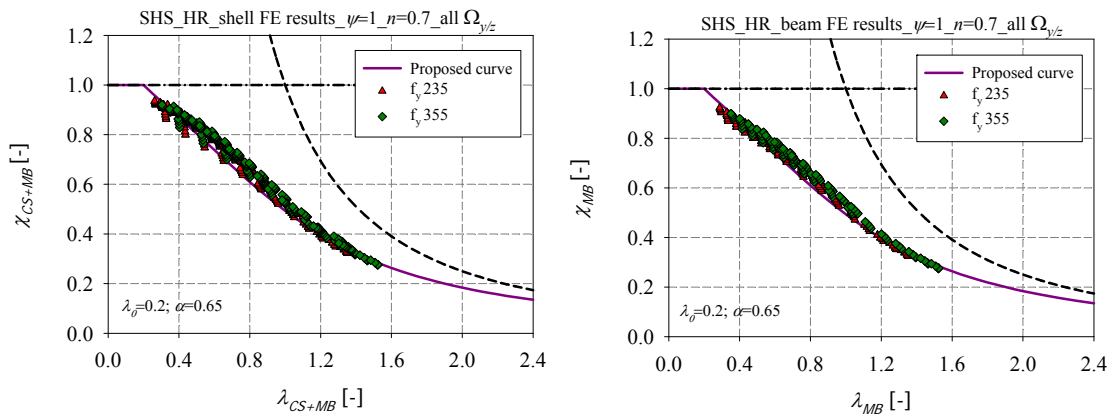 SHS_HR_shell FE results_ψ=1_n=0.7_all Ω_y/z
1.2
1.0
0.8
0.6
0.4
0.2
0.0
χ_CS+MB [-]
Proposed curve
f_y 235
f_y 355
λ_0=0.2; α=0.65
0.0 0.4 0.8 1.2 1.6 2.0 2.4
λ_CS+MB [-]
SHS_HR_beam FE results_ψ=1_n=0.7_all Ω_y/z
1.2
1.0
0.8
0.6
0.4
0.2
0.0
χ_MB [-]
Proposed curve
f_y 235
f_y 355
λ_0=0.2; α=0.65
0.0 0.4 0.8 1.2 1.6 2.0 2.4
λ_MB [-]